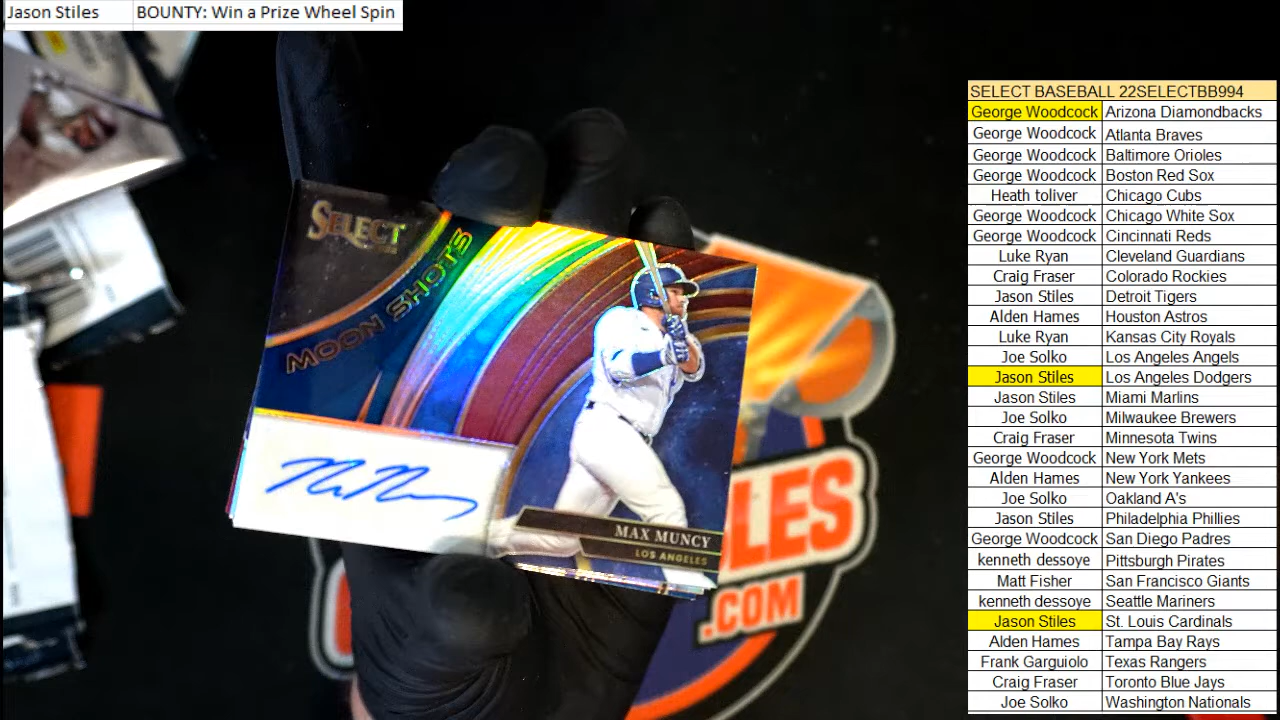 Jason Stiles BOUNTY: Win a Prize Wheel Spin
SELECT
MOON SHOTS
MAX MUNCY
LOS ANGELES
LES
.COM
SELECT BASEBALL 22SELECTBB994
George Woodcock Arizona Diamondbacks
George Woodcock Atlanta Braves
George Woodcock Baltimore Orioles
George Woodcock Boston Red Sox
Heath toliver Chicago Cubs
George Woodcock Chicago White Sox
George Woodcock Cincinnati Reds
Luke Ryan Cleveland Guardians
Craig Fraser Colorado Rockies
Jason Stiles Detroit Tigers
Alden Hames Houston Astros
Luke Ryan Kansas City Royals
Joe Solko Los Angeles Angels
Jason Stiles Los Angeles Dodgers
Jason Stiles Miami Marlins
Joe Solko Milwaukee Brewers
Craig Fraser Minnesota Twins
George Woodcock New York Mets
Alden Hames New York Yankees
Joe Solko Oakland A's
Jason Stiles Philadelphia Phillies
George Woodcock San Diego Padres
kenneth dessoye Pittsburgh Pirates
Matt Fisher San Francisco Giants
kenneth dessoye Seattle Mariners
Jason Stiles St. Louis Cardinals
Alden Hames Tampa Bay Rays
Frank Garguiolo Texas Rangers
Craig Fraser Toronto Blue Jays
Joe Solko Washington Nationals